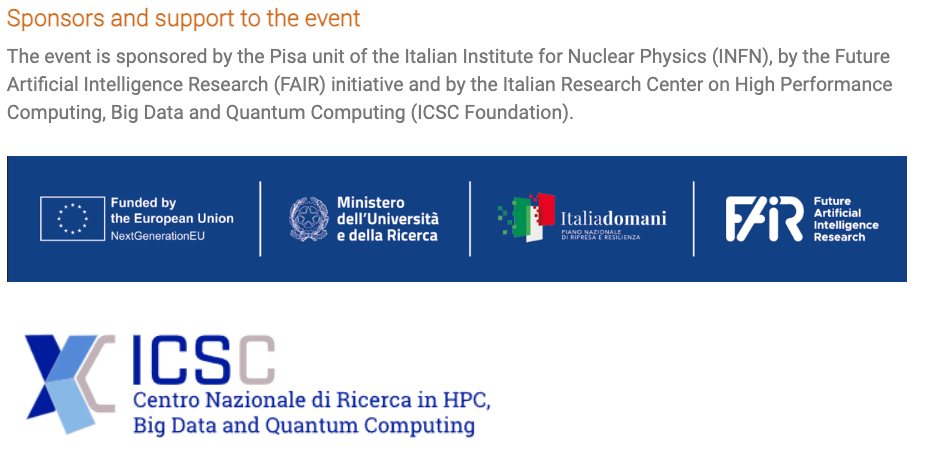 Sponsors and support to the event
The event is sponsored by the Pisa unit of the Italian Institute for Nuclear Physics (INFN), by the Future
Artificial Intelligence Research (FAIR) initiative and by the Italian Research Center on High Performance
Computing, Big Data and Quantum Computing (ICSC Foundation).
Funded by
the European Union
NextGenerationEU
Ministero
dell'Università
e della Ricerca
Italiadomani
PIANO NAZIONALE
DI RIPRESA E RESILIENZA
FAIR
Future
Artificial
Intelligence
Research
ICSC
Centro Nazionale di Ricerca in HPC,
Big Data and Quantum Computing